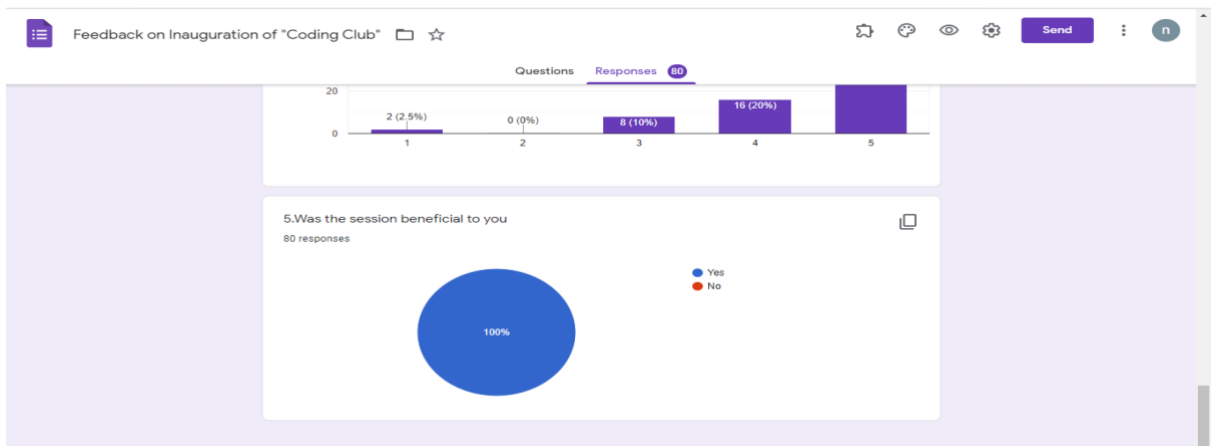 Feedback on Inauguration of "Coding Club"
Send
n
Questions Responses 80
20
2 (2.5%) 0 (0%) 8 (10%) 16 (20%)
0
1 2 3 4 5
5.Was the session beneficial to you
80 responses
Yes
No
100%